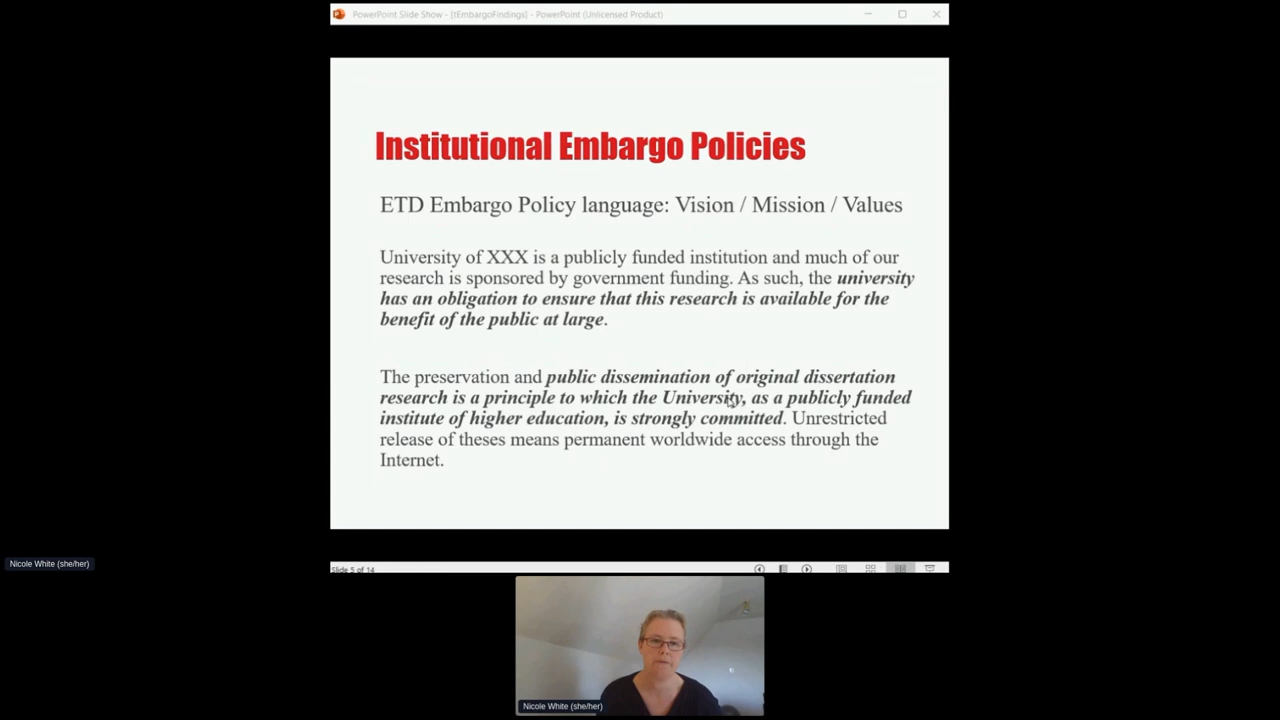 PowerPoint Slide Show - [tEmbargoFindings] - PowerPoint (Unlicensed Product)
Institutional Embargo Policies
ETD Embargo Policy language: Vision / Mission / Values
University of XXX is a publicly funded institution and much of our
research is sponsored by government funding. As such, the university
has an obligation to ensure that this research is available for the
benefit of the public at large.
The preservation and public dissemination of original dissertation
research is a principle to which the University, as a publicly funded
institute of higher education, is strongly committed. Unrestricted
release of theses means permanent worldwide access through the
Internet.
Nicole White (she/her)
Slide 5 of 14
Nicole White (she/her)